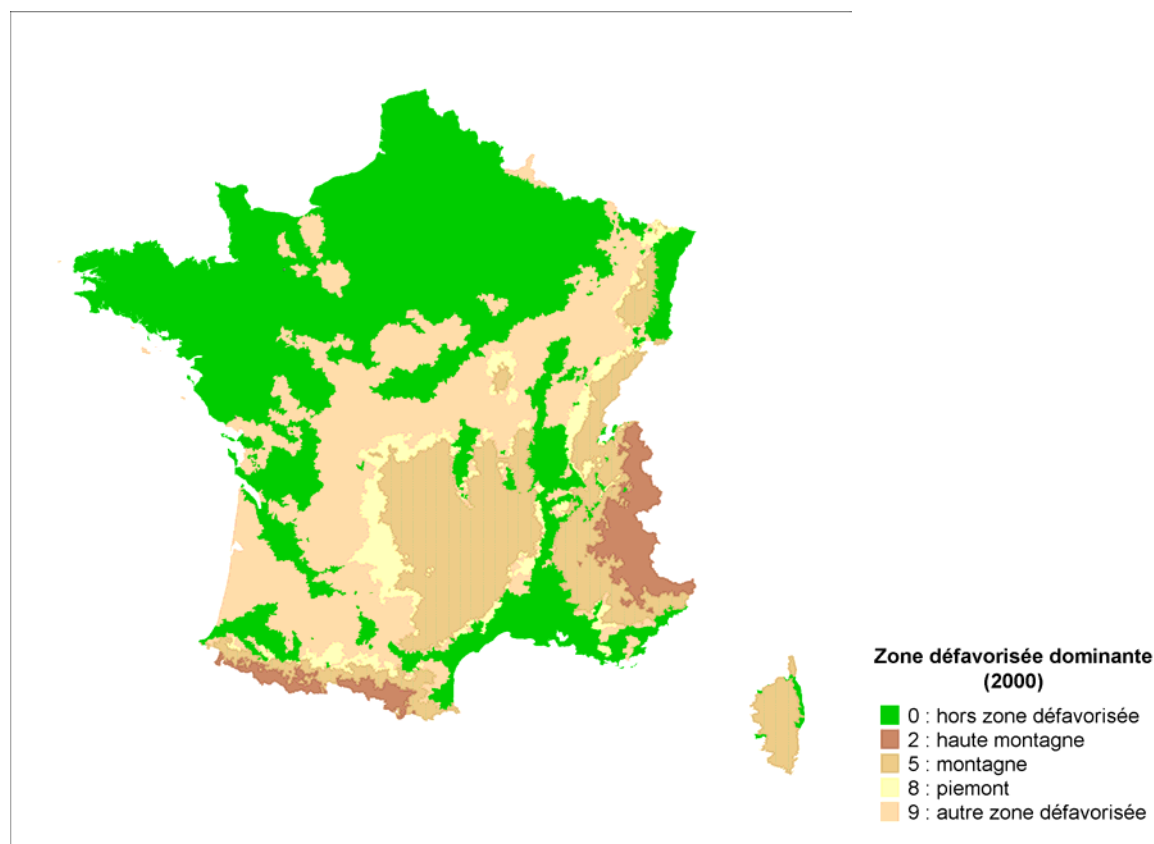 Zone défavorisée dominante
(2000)
0 : hors zone défavorisée
2 : haute montagne
5 : montagne
8 : piemont
9 : autre zone défavorisée